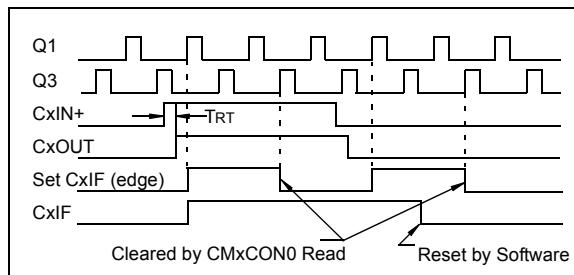 Q1
Q3
CxIN+
TRT
CxOUT
Set CxIF (edge)
CxIF
Cleared by CMxCON0 Read
Reset by Software